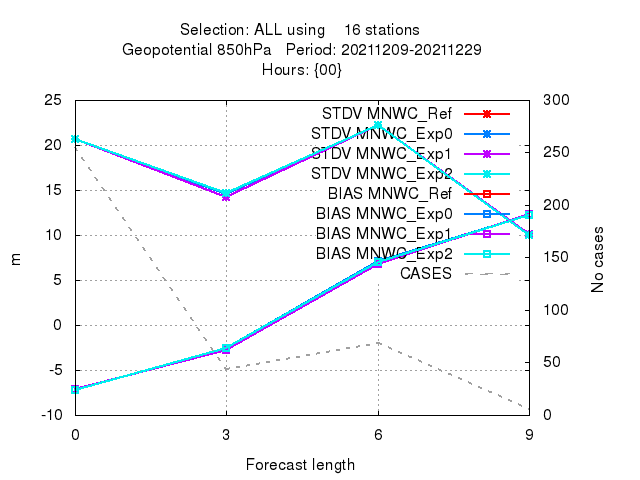 Selection: ALL using 16 stations
Geopotential 850hPa Period: 20211209-20211229
Hours: {00}
25
20
15
10
5
0
-5
-10
300
250
200
150
100
50
0
STDV MNWC_Ref
STDV MNWC_Exp0
STDV MNWC_Exp1
STDV MNWC_Exp2
BIAS MNWC_Ref
BIAS MNWC_Exp0
BIAS MNWC_Exp1
BIAS MNWC_Exp2
CASES
m
No cases
0 3 6 9
Forecast length